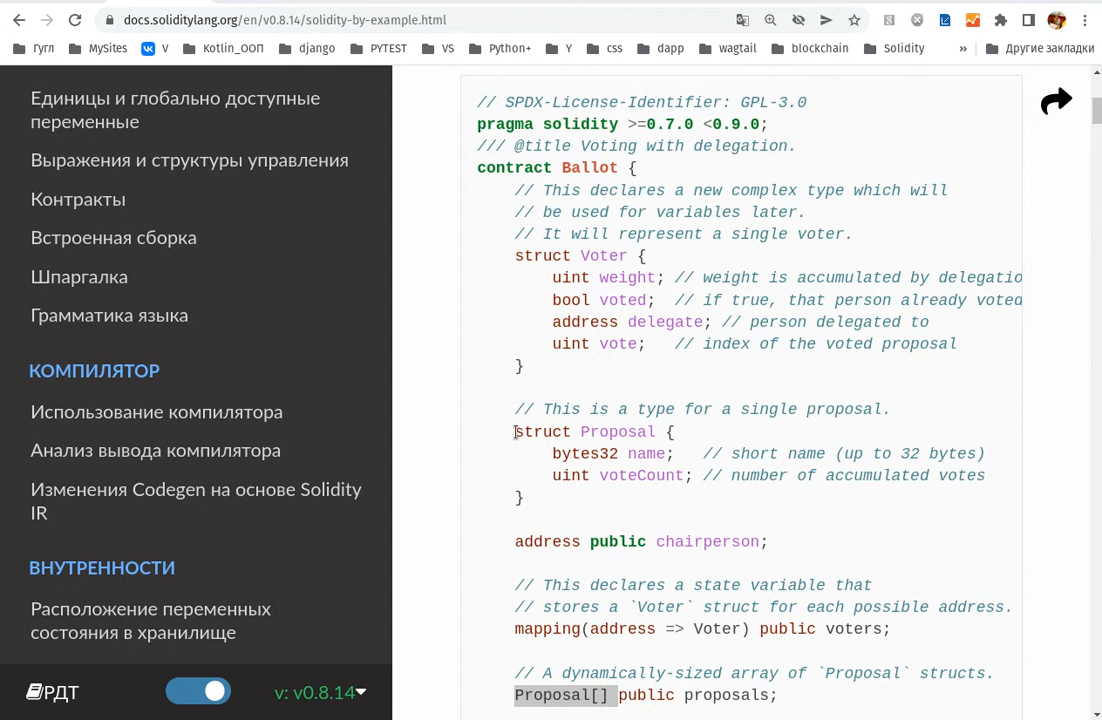 docs.soliditylang.org/en/v0.8.14/solidity-by-example.html
Гугл MySites V Kotlin_ООП django PYTEST VS Python+ Y css dapp wagtail blockchain Solidity » Другие закладки
Единицы и глобально доступные
переменные
Выражения и структуры управления
Контракты
Встроенная сборка
Шпаргалка
Грамматика языка
КОМПИЛЯТОР
Использование компилятора
Анализ вывода компилятора
Изменения Codegen на основе Solidity
IR
ВНУТРЕННОСТИ
Расположение переменных
состояния в хранилище
РДТ v: v0.8.14
// SPDX-License-Identifier: GPL-3.0
pragma solidity >=0.7.0 <0.9.0;
/// @title Voting with delegation.
contract Ballot {
// This declares a new complex type which will
// be used for variables later.
// It will represent a single voter.
struct Voter {
uint weight; // weight is accumulated by delegatio
bool voted; // if true, that person already voted
address delegate; // person delegated to
uint vote; // index of the voted proposal
}
// This is a type for a single proposal.
struct Proposal {
bytes32 name; // short name (up to 32 bytes)
uint voteCount; // number of accumulated votes
}
address public chairperson;
// This declares a state variable that
// stores a `Voter` struct for each possible address.
mapping(address => Voter) public voters;
// A dynamically-sized array of `Proposal` structs.
Proposal[] public proposals;